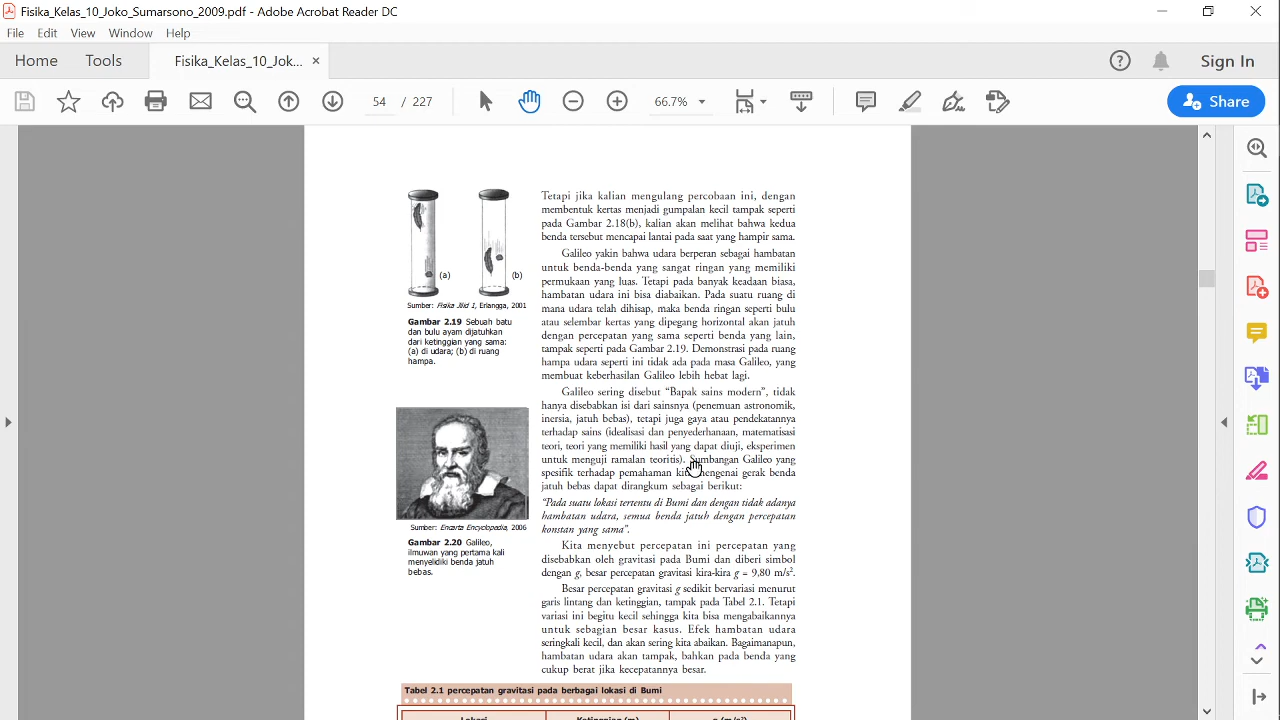 Fisika_Kelas_10_Joko_Sumarsono_2009.pdf - Adobe Acrobat Reader DC
File Edit View Window Help
Home Tools Fisika_Kelas_10_Jok... × Sign In
54 / 227 66.7% Share
(a) (b)
Sumber: Fisika Jilid 1, Erlangga, 2001
Gambar 2.19 Sebuah batu
dan bulu ayam dijatuhkan
dari ketinggian yang sama:
(a) di udara; (b) di ruang
hampa.
Sumber: Encarta Encyclopedia, 2006
Gambar 2.20 Galileo,
ilmuwan yang pertama kali
menyelidiki benda jatuh
bebas.
Tetapi jika kalian mengulang percobaan ini, dengan
membentuk kertas menjadi gumpalan kecil tampak seperti
pada Gambar 2.18(b), kalian akan melihat bahwa kedua
benda tersebut mencapai lantai pada saat yang hampir sama.
Galileo yakin bahwa udara berperan sebagai hambatan
untuk benda-benda yang sangat ringan yang memiliki
permukaan yang luas. Tetapi pada banyak keadaan biasa,
hambatan udara ini bisa diabaikan. Pada suatu ruang di
mana udara telah dihisap, maka benda ringan seperti bulu
atau selembar kertas yang dipegang horizontal akan jatuh
dengan percepatan yang sama seperti benda yang lain,
tampak seperti pada Gambar 2.19. Demonstrasi pada ruang
hampa udara seperti ini tidak ada pada masa Galileo, yang
membuat keberhasilan Galileo lebih hebat lagi.
Galileo sering disebut “Bapak sains modern”, tidak
hanya disebabkan isi dari sainsnya (penemuan astronomik,
inersia, jatuh bebas), tetapi juga gaya atau pendekatannya
terhadap sains (idealisasi dan penyederhanaan, matematisasi
teori, teori yang memiliki hasil yang dapat diuji, eksperimen
untuk menguji ramalan teoritis). Sumbangan Galileo yang
spesifik terhadap pemahaman kita mengenai gerak benda
jatuh bebas dapat dirangkum sebagai berikut:
“Pada suatu lokasi tertentu di Bumi dan dengan tidak adanya
hambatan udara, semua benda jatuh dengan percepatan
konstan yang sama”.
Kita menyebut percepatan ini percepatan yang
disebabkan oleh gravitasi pada Bumi dan diberi simbol
dengan g, besar percepatan gravitasi kira-kira g = 9,80 m/s².
Besar percepatan gravitasi g sedikit bervariasi menurut
garis lintang dan ketinggian, tampak pada Tabel 2.1. Tetapi
variasi ini begitu kecil sehingga kita bisa mengabaikannya
untuk sebagian besar kasus. Efek hambatan udara
seringkali kecil, dan akan sering kita abaikan. Bagaimanapun,
hambatan udara akan tampak, bahkan pada benda yang
cukup berat jika kecepatannya besar.
Tabel 2.1 percepatan gravitasi pada berbagai lokasi di Bumi
Lokasi Ketinggian (m) g (m/s²)